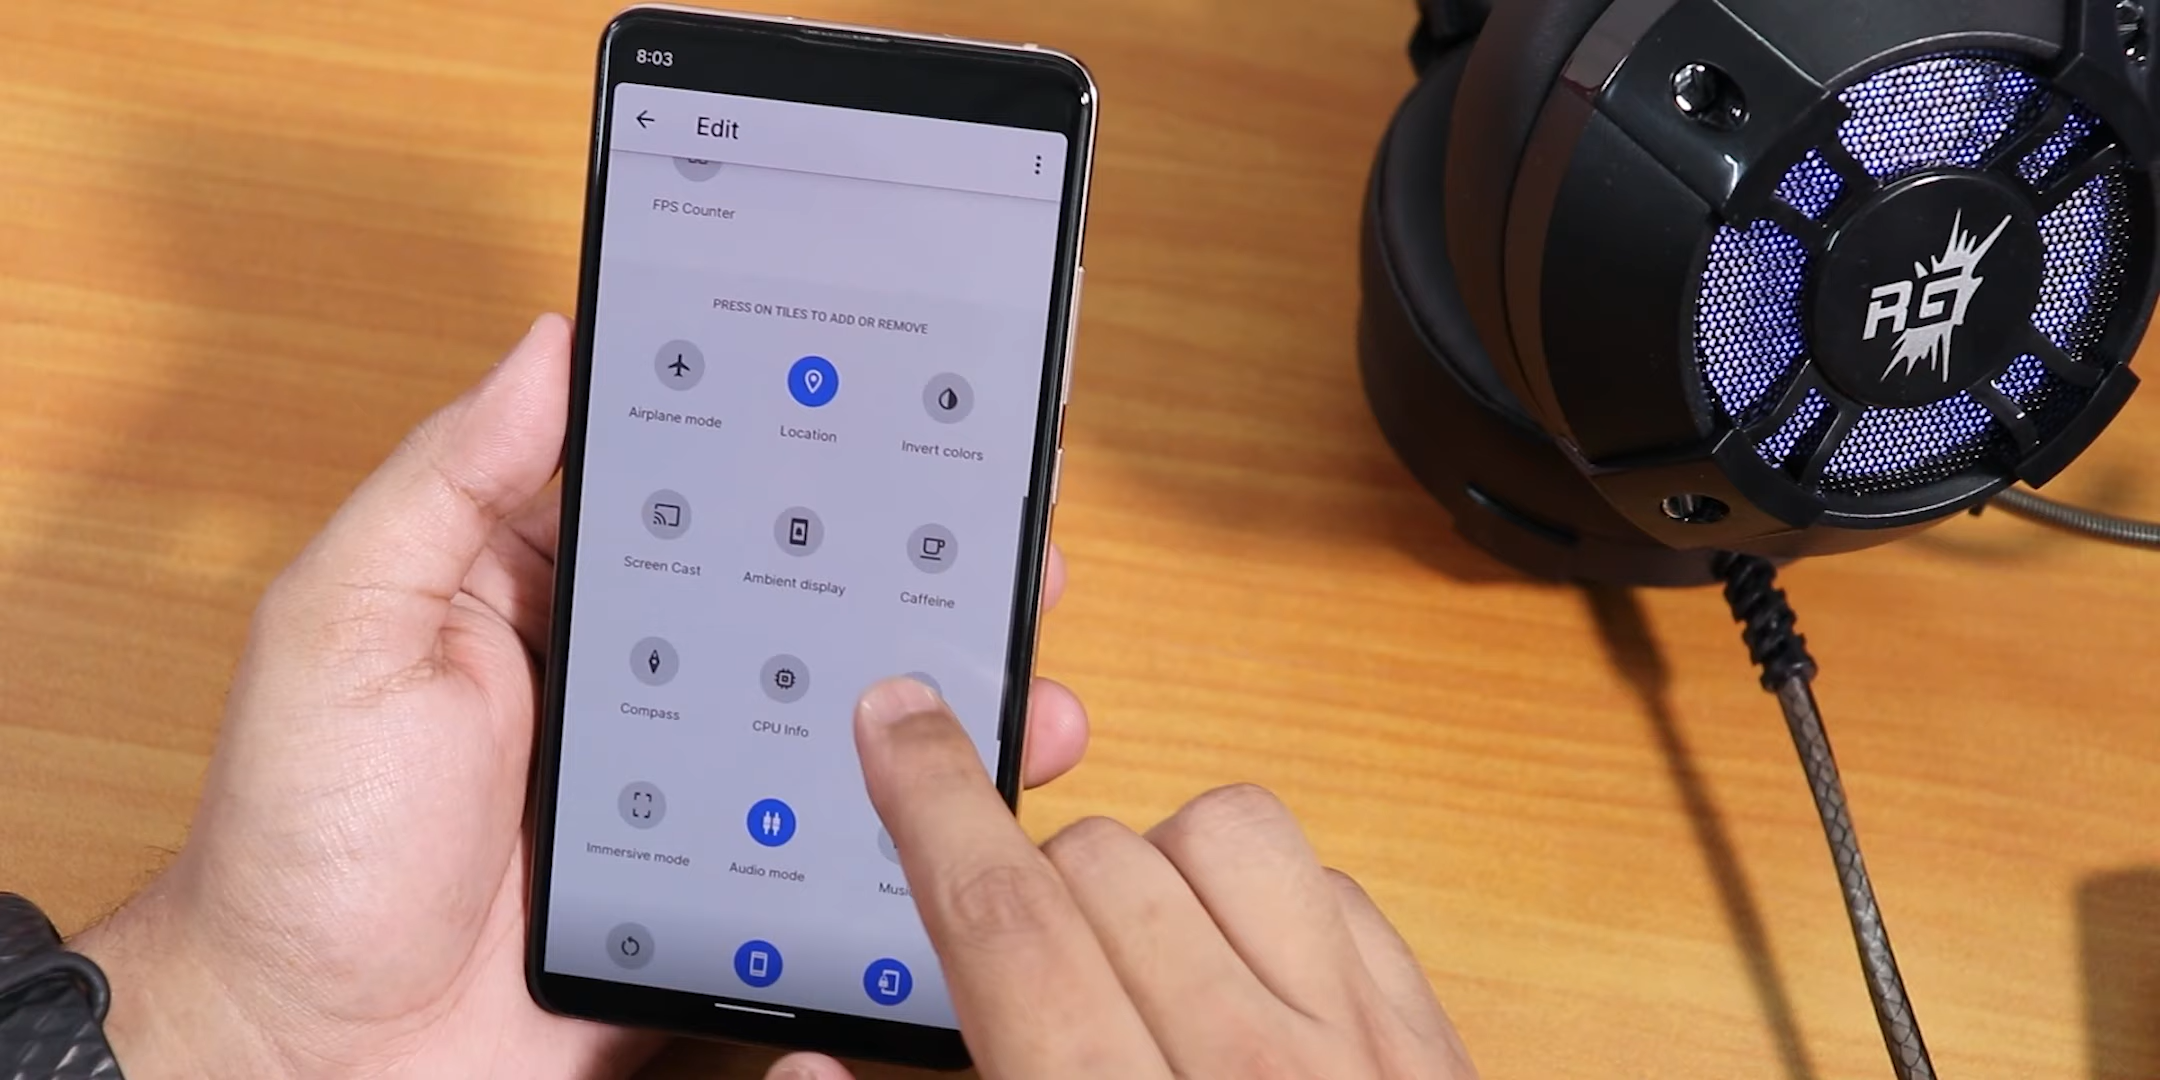 8:03
Edit
FPS Counter
PRESS ON TILES TO ADD OR REMOVE
Airplane mode
Location
Invert colors
Screen Cast
Ambient display
Caffeine
Compass
CPU Info
Immersive mode
Audio mode
RG